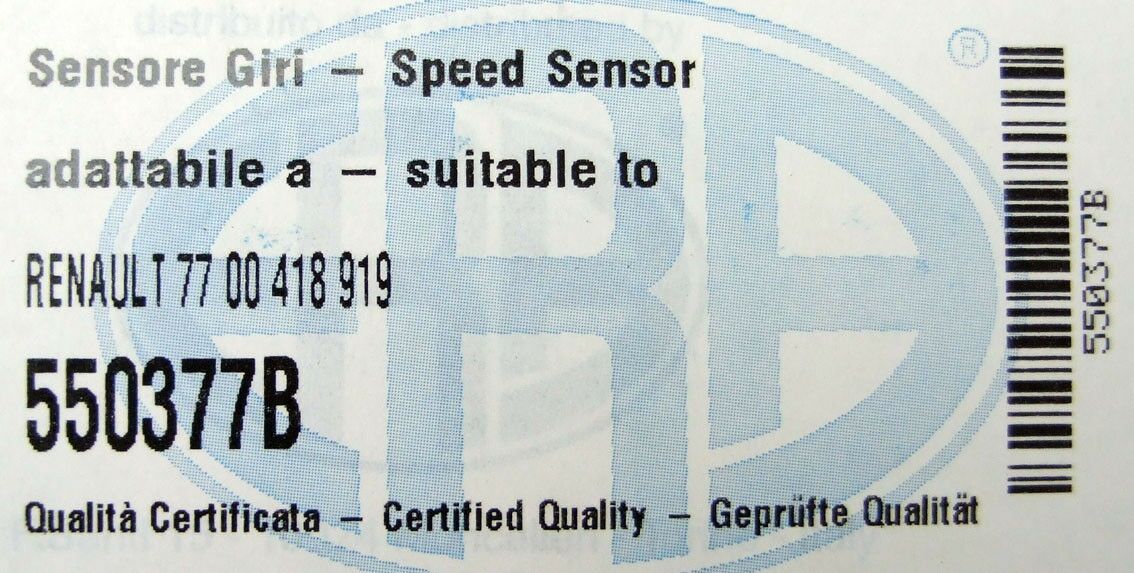 Sensore Giri – Speed Sensor
adattabile a – suitable to
RENAULT 77 00 418 919
550377B
Qualità Certificata – Certified Quality – Geprüfte Qualität
ERA
®
550377B